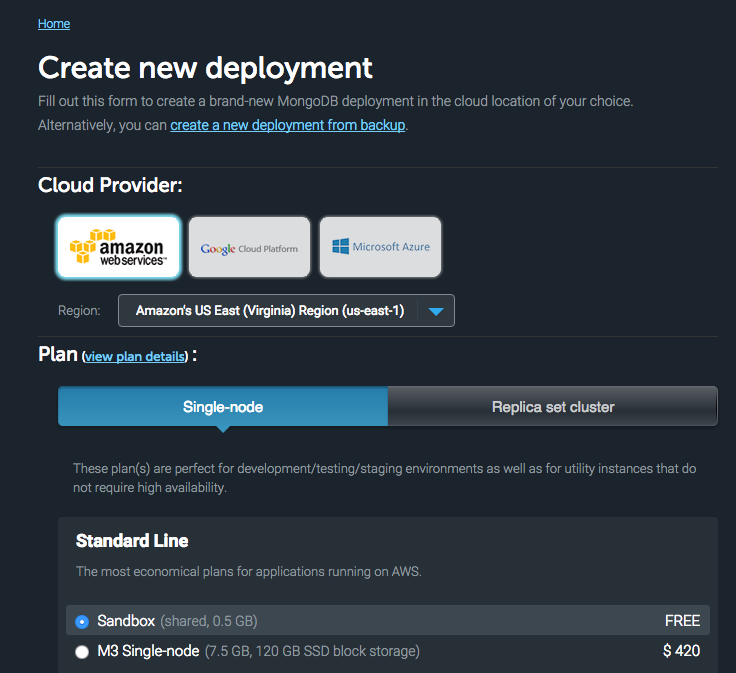 Home
Create new deployment
Fill out this form to create a brand-new MongoDB deployment in the cloud location of your choice.
Alternatively, you can create a new deployment from backup.
Cloud Provider:
amazon
webservices™
Google Cloud Platform
Microsoft Azure
Region:
Amazon's US East (Virginia) Region (us-east-1)
Plan (view plan details) :
Single-node
Replica set cluster
These plan(s) are perfect for development/testing/staging environments as well as for utility instances that do
not require high availability.
Standard Line
The most economical plans for applications running on AWS.
Sandbox (shared, 0.5 GB) FREE
M3 Single-node (7.5 GB, 120 GB SSD block storage) $ 420